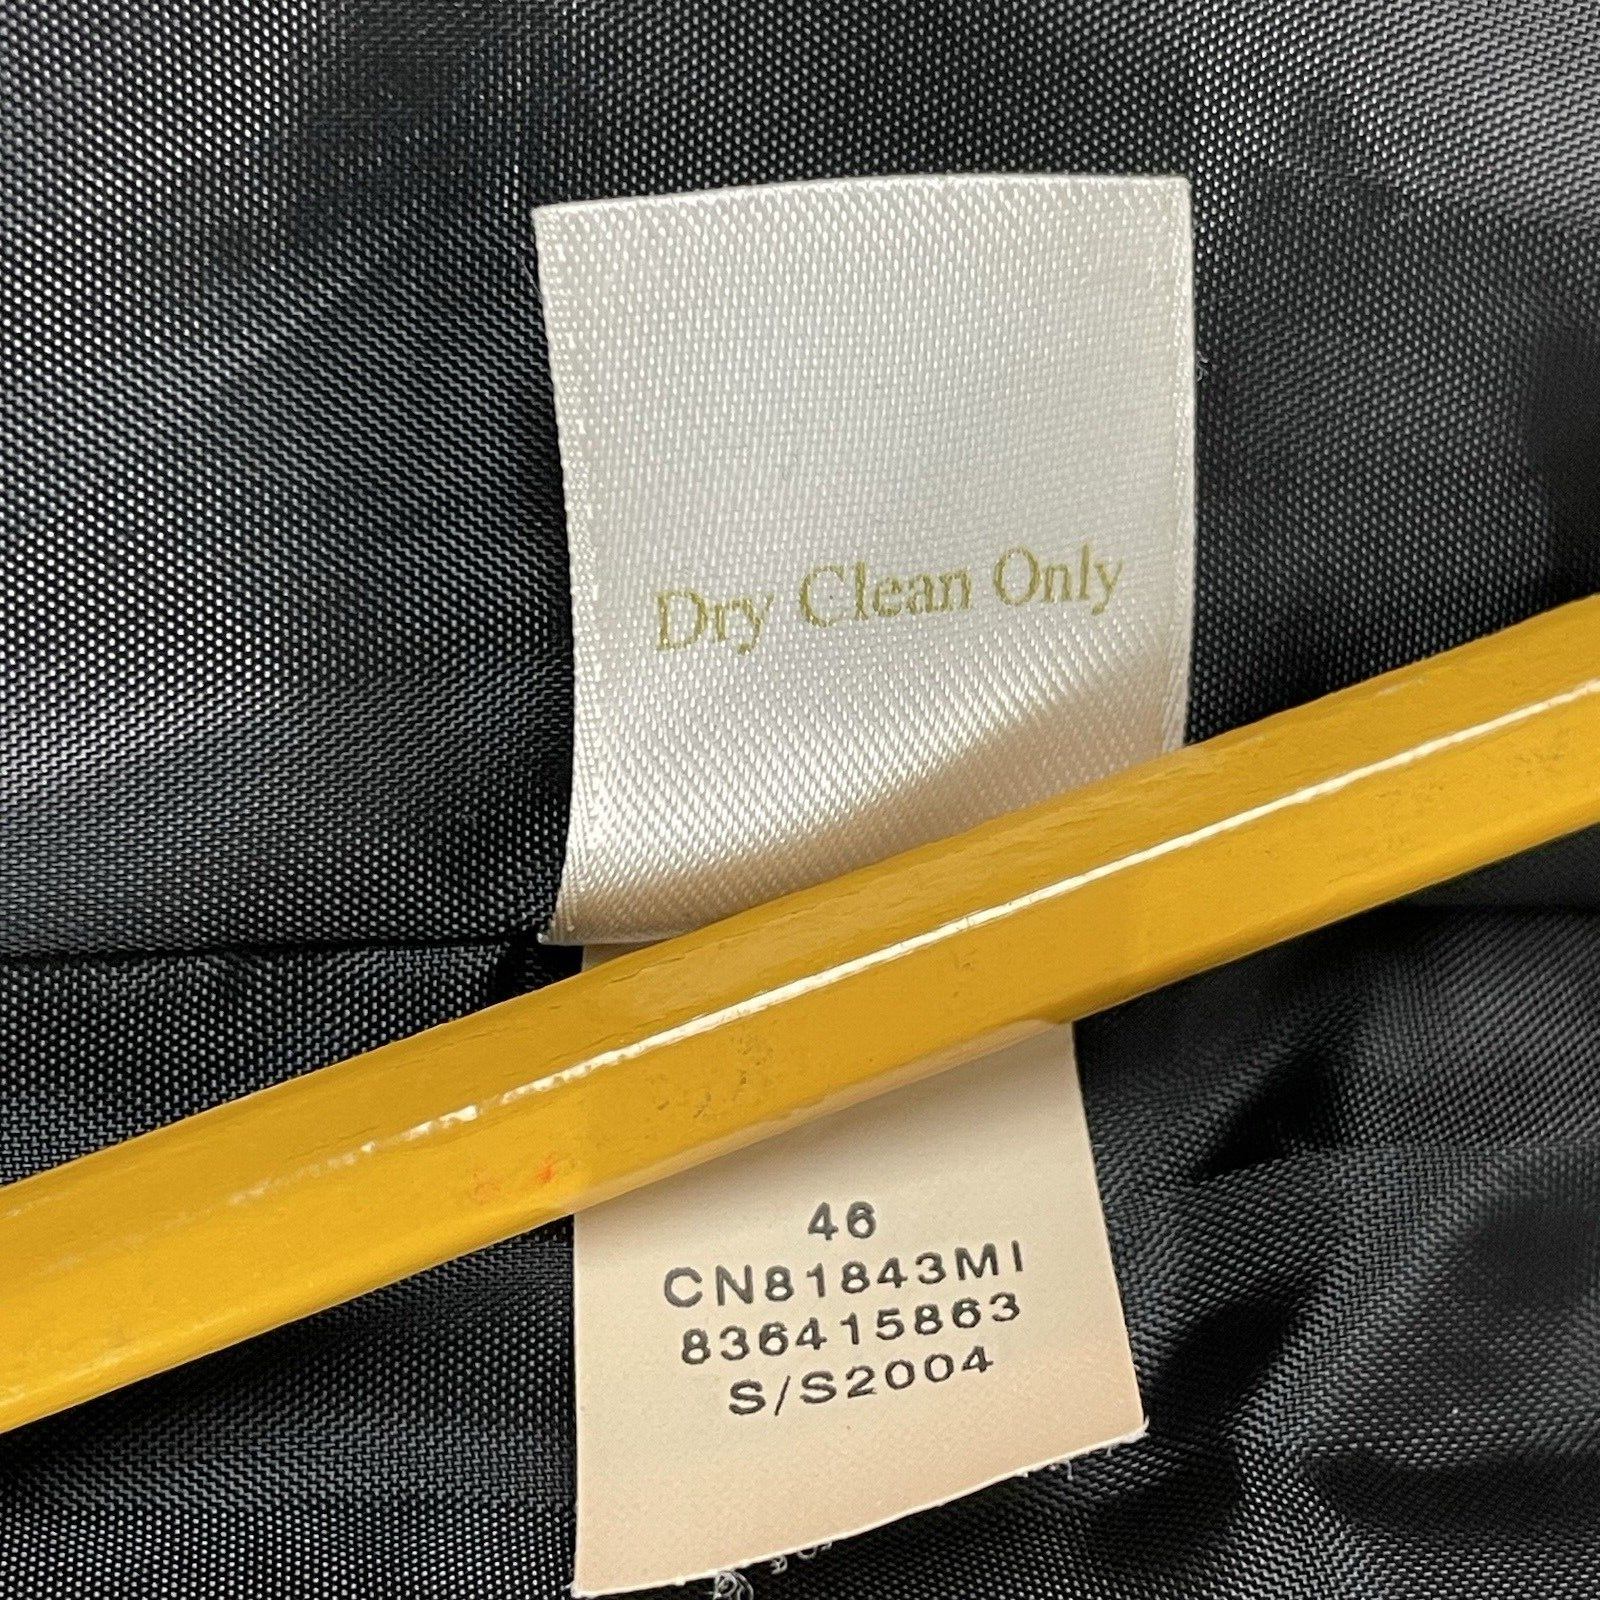 Dry Clean Only
46
CN81843MI
836415863
S/S2004